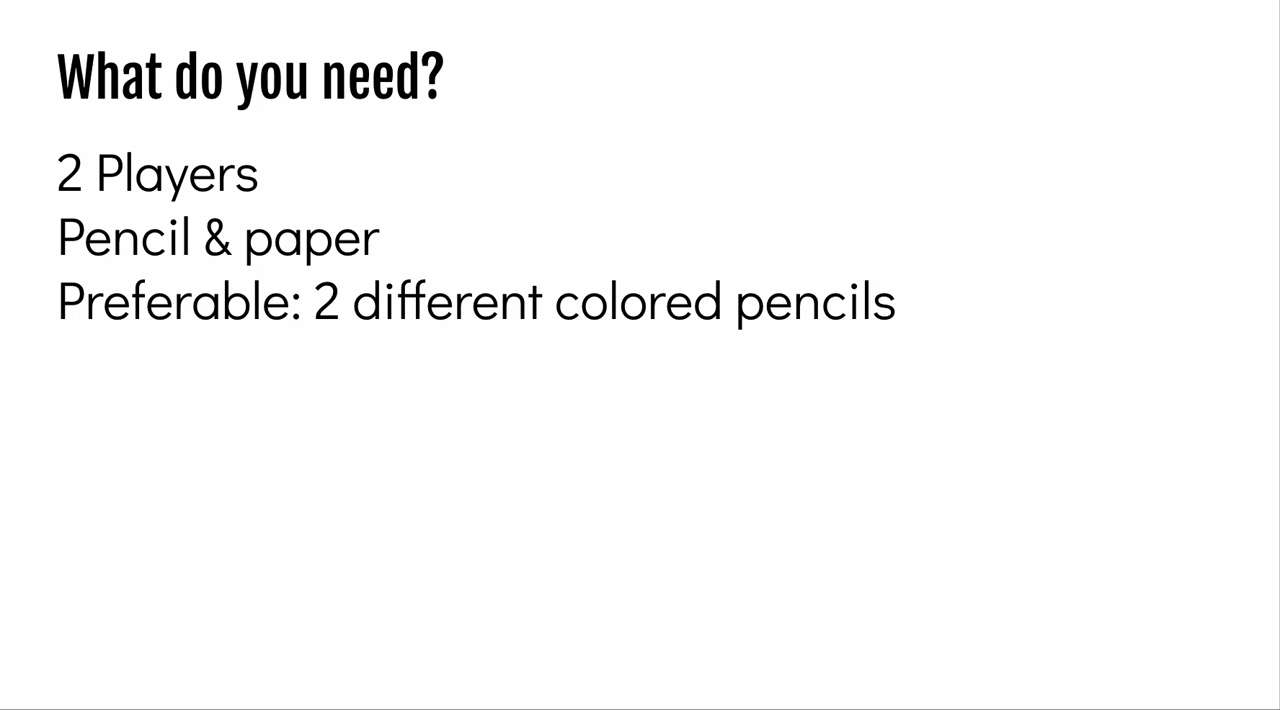 What do you need?
2 Players
Pencil & paper
Preferable: 2 different colored pencils